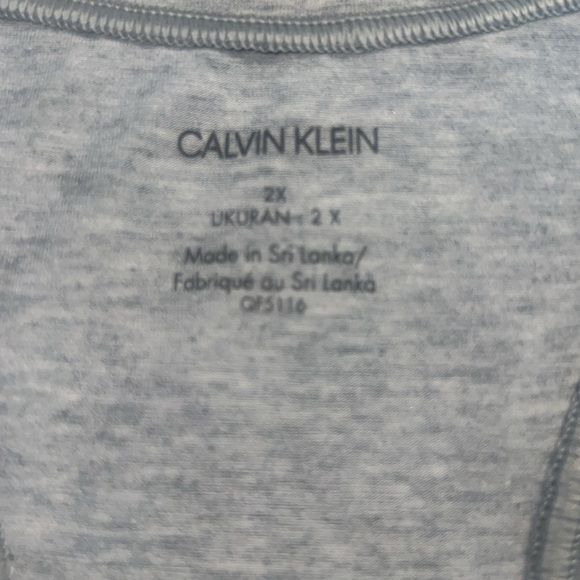 CALVIN KLEIN
2X
UKURAN : 2 X
Made in Sri Lanka/
Fabriqué au Sri Lanka
QF5116